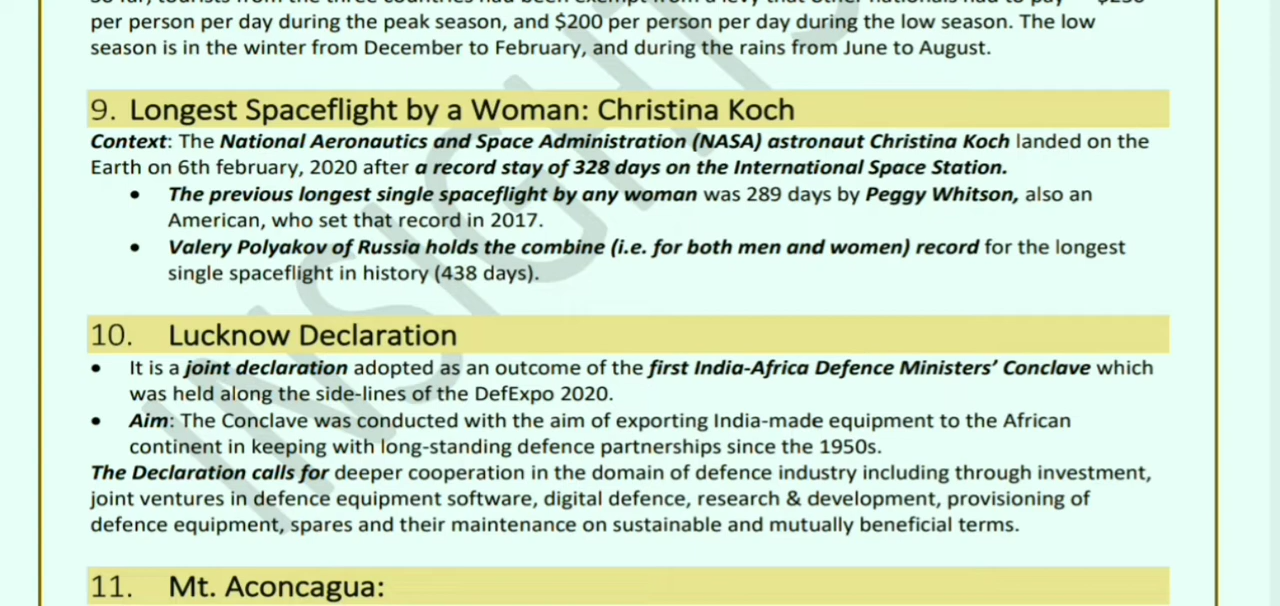 per person per day during the peak season, and $200 per person per day during the low season. The low
season is in the winter from December to February, and during the rains from June to August.
9. Longest Spaceflight by a Woman: Christina Koch
Context: The National Aeronautics and Space Administration (NASA) astronaut Christina Koch landed on the
Earth on 6th february, 2020 after a record stay of 328 days on the International Space Station.
• The previous longest single spaceflight by any woman was 289 days by Peggy Whitson, also an
American, who set that record in 2017.
• Valery Polyakov of Russia holds the combine (i.e. for both men and women) record for the longest
single spaceflight in history (438 days).
10. Lucknow Declaration
• It is a joint declaration adopted as an outcome of the first India-Africa Defence Ministers' Conclave which
was held along the side-lines of the DefExpo 2020.
• Aim: The Conclave was conducted with the aim of exporting India-made equipment to the African
continent in keeping with long-standing defence partnerships since the 1950s.
The Declaration calls for deeper cooperation in the domain of defence industry including through investment,
joint ventures in defence equipment software, digital defence, research & development, provisioning of
defence equipment, spares and their maintenance on sustainable and mutually beneficial terms.
11. Mt. Aconcagua: